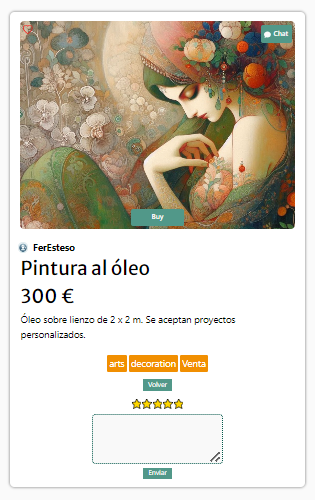 Chat
Buy
FerEsteso
Pintura al óleo
300 €
Óleo sobre lienzo de 2 x 2 m. Se aceptan proyectos
personalizados.
arts decoration Venta
Volver
Enviar